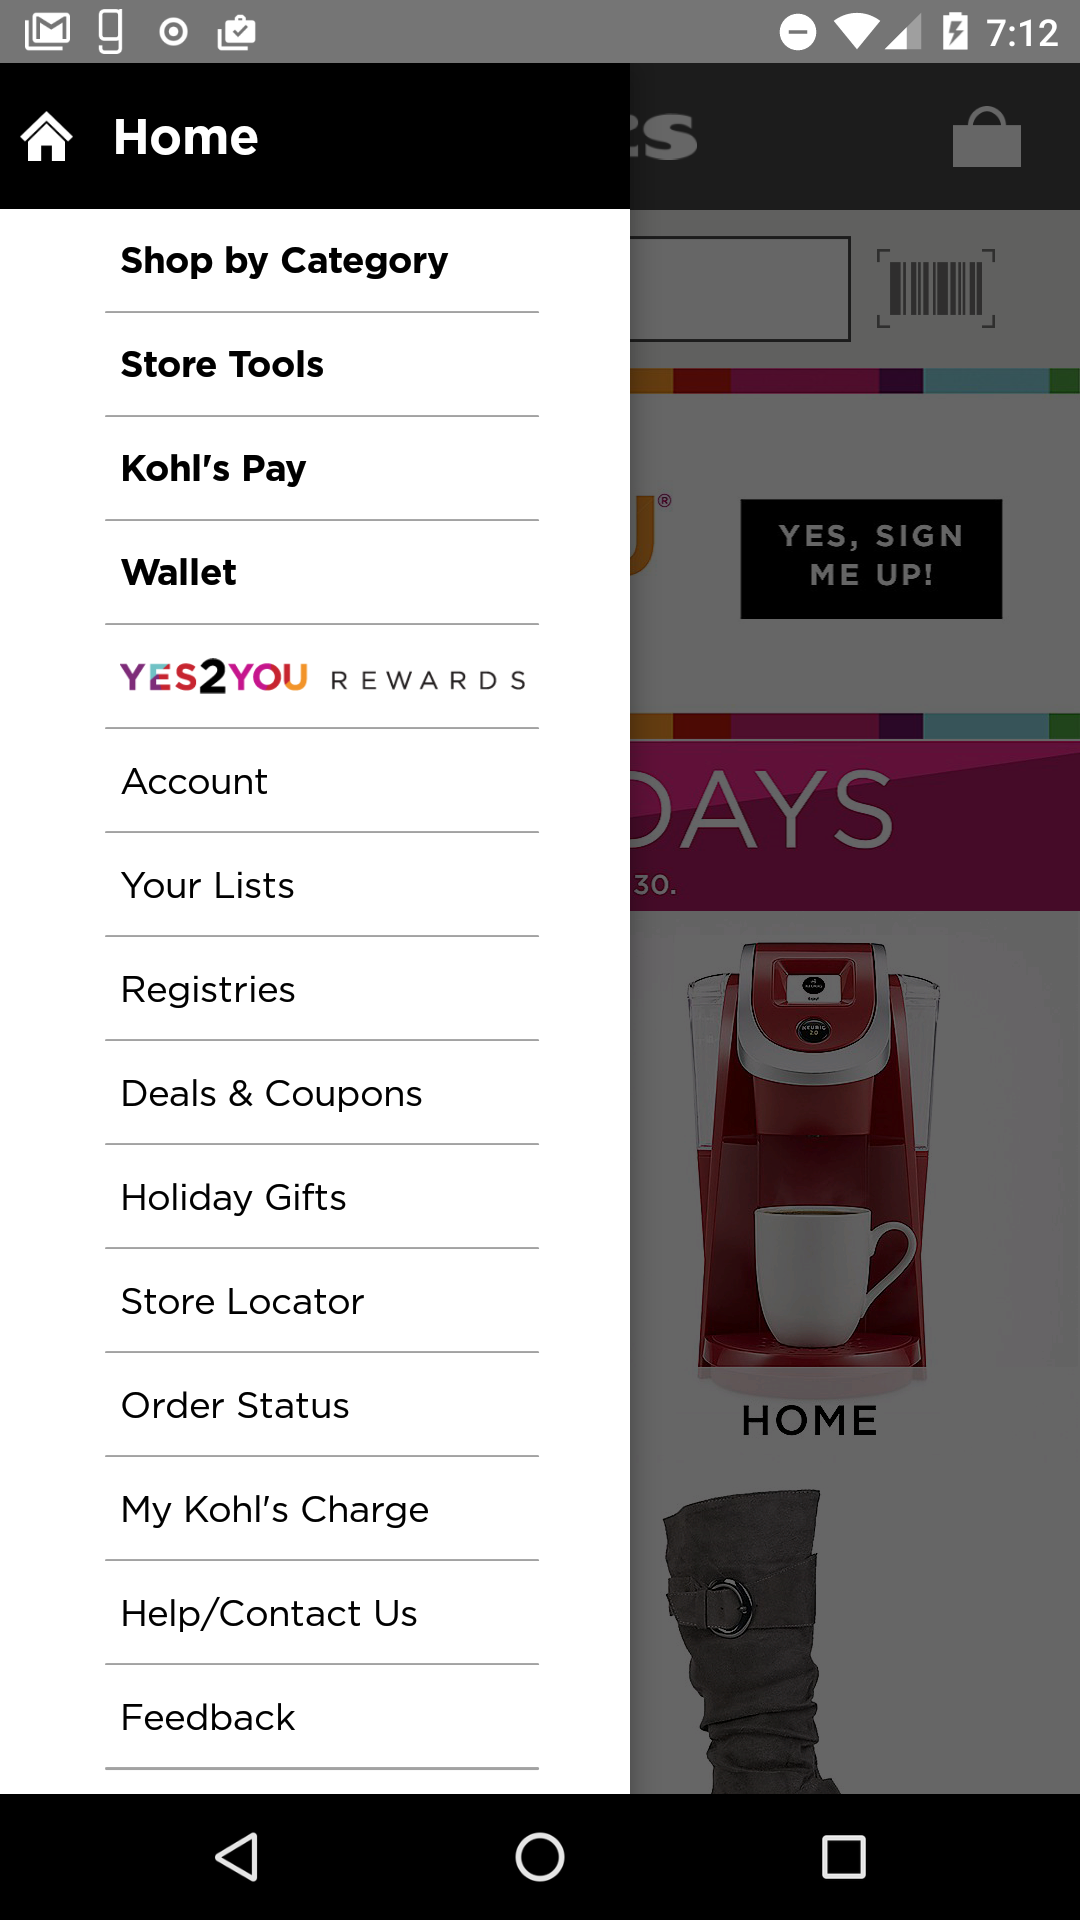 7:12
Home
Shop by Category
Store Tools
Kohl's Pay
Wallet
YES2YOU REWARDS
Account
Your Lists
Registries
Deals & Coupons
Holiday Gifts
Store Locator
Order Status
My Kohl's Charge
Help/Contact Us
Feedback
YES, SIGN
ME UP!
DAYS
30.
HOME